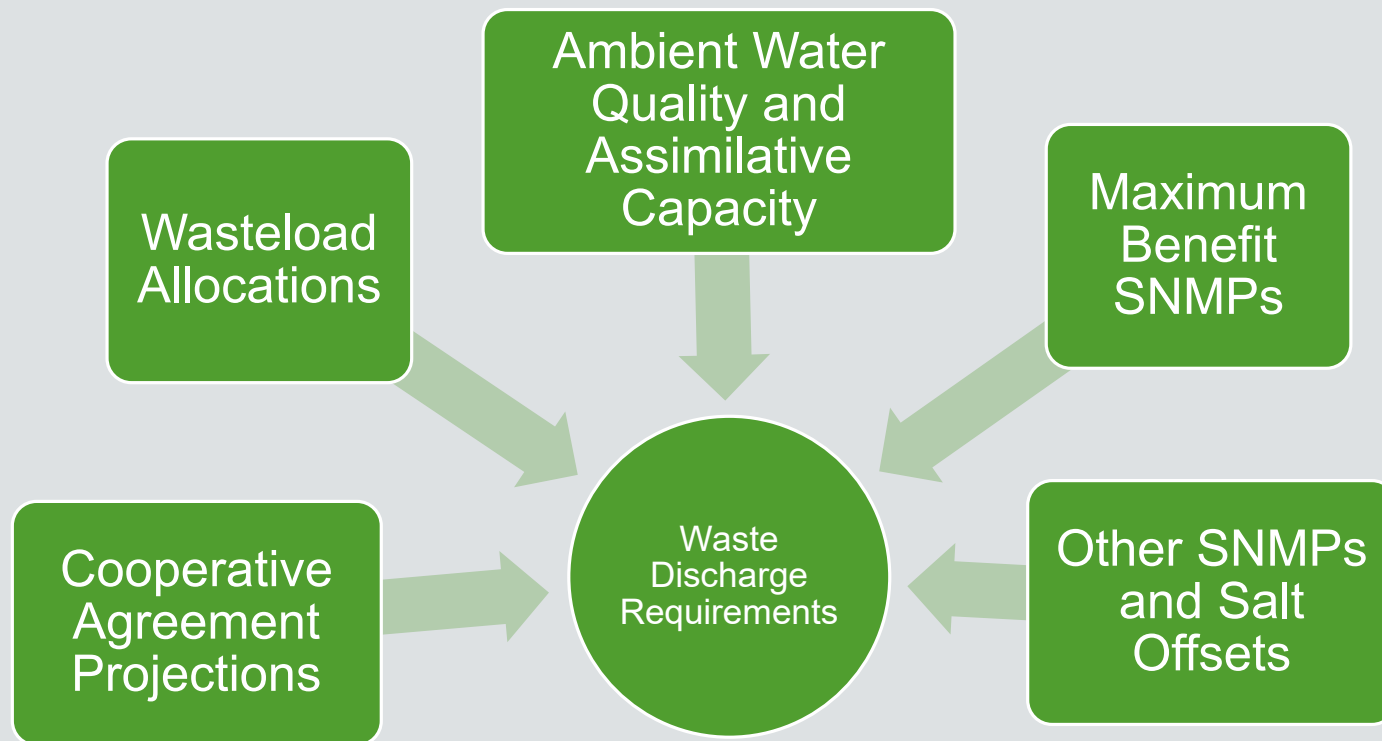 Ambient Water
Quality and
Assimilative
Capacity
Wasteload
Allocations
Maximum
Benefit
SNMPs
Cooperative
Agreement
Projections
Waste
Discharge
Requirements
Other SNMPs
and Salt
Offsets